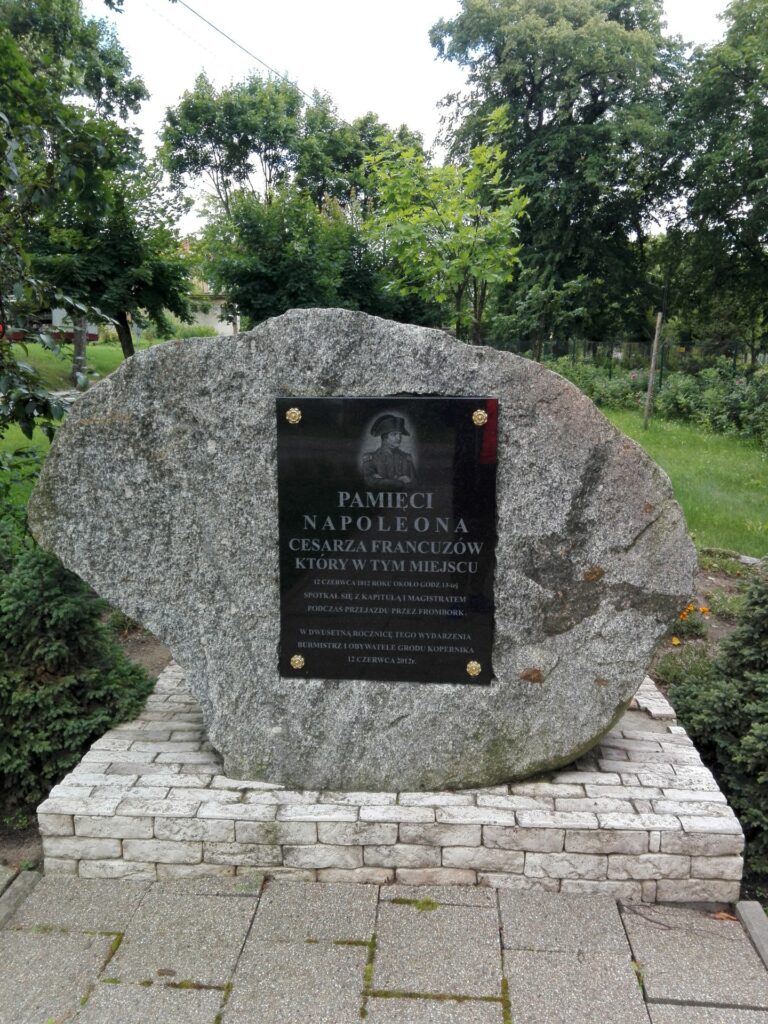 PAMIĘCI
NAPOLEONA
CESARZA FRANCUZÓW
KTÓRY W TYM MIEJSCU
12 CZERWCA 1812 ROKU OKOŁO GODZ 13-tej
SPOTKAŁ SIĘ Z KAPITUŁĄ I MAGISTRATEM
PODCZAS PRZEJAZDU PRZEZ FROMBORK.
W DWUSETNĄ ROCZNICĘ TEGO WYDARZENIA
BURMISTRZ I OBYWATELE GRODU KOPERNIKA
12 CZERWCA 2012r.